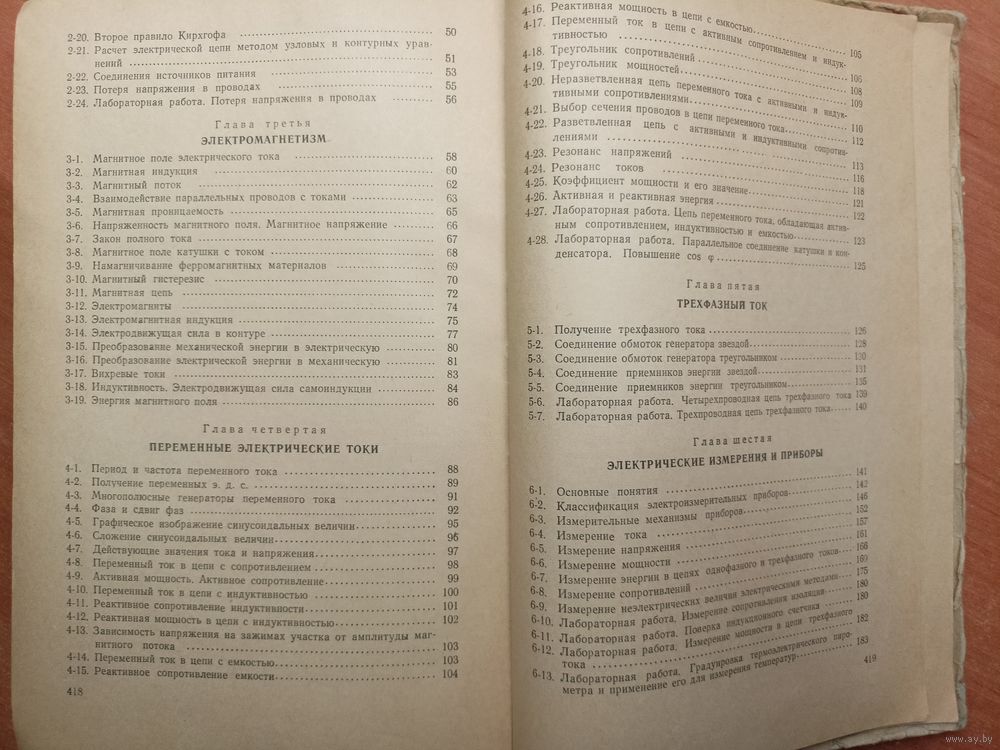 2-20. Второе правило Кирхгофа 50
2-21. Расчет электрической цепи методом узловых и контурных урав-
нений 51
2-22. Соединения источников питания 53
2-23. Потеря напряжения в проводах 55
2-24. Лабораторная работа. Потеря напряжения в проводах 56
Глава третья
ЭЛЕКТРОМАГНЕТИЗМ
3-1. Магнитное поле электрического тока 58
3-2. Магнитная индукция 60
3-3. Магнитный поток 62
3-4. Взаимодействие параллельных проводов с токами 63
3-5. Магнитная проницаемость 65
3-6. Напряженность магнитного поля. Магнитное напряжение 66
3-7. Закон полного тока 67
3-8. Магнитное поле катушки с током 68
3-9. Намагничивание ферромагнитных материалов 69
3-10. Магнитный гистерезис 70
3-11. Магнитная цепь 72
3-12. Электромагниты 74
3-13. Электромагнитная индукция 75
3-14. Электродвижущая сила в контуре 77
3-15. Преобразование механической энергии в электрическую 80
3-16. Преобразование электрической энергии в механическую 81
3-17. Вихревые токи 83
3-18. Индуктивность. Электродвижущая сила самоиндукции 84
3-19. Энергия магнитного поля 86
Глава четвертая
ПЕРЕМЕННЫЕ ЭЛЕКТРИЧЕСКИЕ ТОКИ
4-1. Период и частота переменного тока 88
4-2. Получение переменных э. д. с. 89
4-3. Многополюсные генераторы переменного тока 91
4-4. Фаза и сдвиг фаз 92
4-5. Графическое изображение синусоидальных величин 95
4-6. Сложение синусоидальных величин 96
4-7. Действующие значения тока и напряжения 97
4-8. Переменный ток в цепи с сопротивлением 98
4-9. Активная мощность. Активное сопротивление 99
4-10. Переменный ток в цепи с индуктивностью 100
4-11. Реактивное сопротивление индуктивности 101
4-12. Реактивная мощность в цепи с индуктивностью 102
4-13. Зависимость напряжения на зажимах участка от амплитуды маг-
нитного потока 103
4-14. Переменный ток в цепи с емкостью 103
4-15. Реактивное сопротивление емкости 104
418
4-16. Реактивная мощность в цепи с емкостью 105
4-17. Переменный ток в цепи с активным сопротивлением и индук-
тивностью 106
4-18. Треугольник сопротивлений 108
4-19. Треугольник мощностей 109
4-20. Неразветвленная цепь переменного тока с активными и индук-
тивными сопротивлениями 110
4-21. Выбор сечения проводов в цепи переменного тока 112
4-22. Разветвленная цепь с активными и индуктивными сопротив-
лениями 113
4-23. Резонанс напряжений 116
4-24. Резонанс токов 118
4-25. Коэффициент мощности и его значение 121
4-26. Активная и реактивная энергия 122
4-27. Лабораторная работа. Цепь переменного тока, обладающая актив-
ным сопротивлением, индуктивностью и емкостью 123
4-28. Лабораторная работа. Параллельное соединение катушки и кон-
денсатора. Повышение cos φ 125
Глава пятая
ТРЕХФАЗНЫЙ ТОК
5-1. Получение трехфазного тока 126
5-2. Соединение обмоток генератора звездой 128
5-3. Соединение обмоток генератора треугольником 130
5-4. Соединение приемников энергии звездой 131
5-5. Соединение приемников энергии треугольником 135
5-6. Лабораторная работа. Четырехпроводная цепь трехфазного тока 139
5-7. Лабораторная работа. Трехпроводная цепь трехфазного тока 140
Глава шестая
ЭЛЕКТРИЧЕСКИЕ ИЗМЕРЕНИЯ И ПРИБОРЫ
6-1. Основные понятия 141
6-2. Классификация электроизмерительных приборов 142
6-3. Измерительные механизмы приборов 146
6-4. Измерение тока 152
6-5. Измерение напряжения 157
6-6. Измерение мощности 161
6-7. Измерение энергии в цепях однофазного и трехфазного токов 166
6-8. Измерение сопротивлений 169
6-9. Измерение неэлектрических величин электрическими методами 175
6-10. Лабораторная работа. Измерение сопротивления изоляции 180
6-11. Лабораторная работа. Поверка индукционного счетчика 180
6-12. Лабораторная работа. Измерение мощности в цепи трехфазного
тока 182
6-13. Лабораторная работа. Градуировка термоэлектрического пиро-
метра и применение его для измерения температур 183
419
www.ay.by